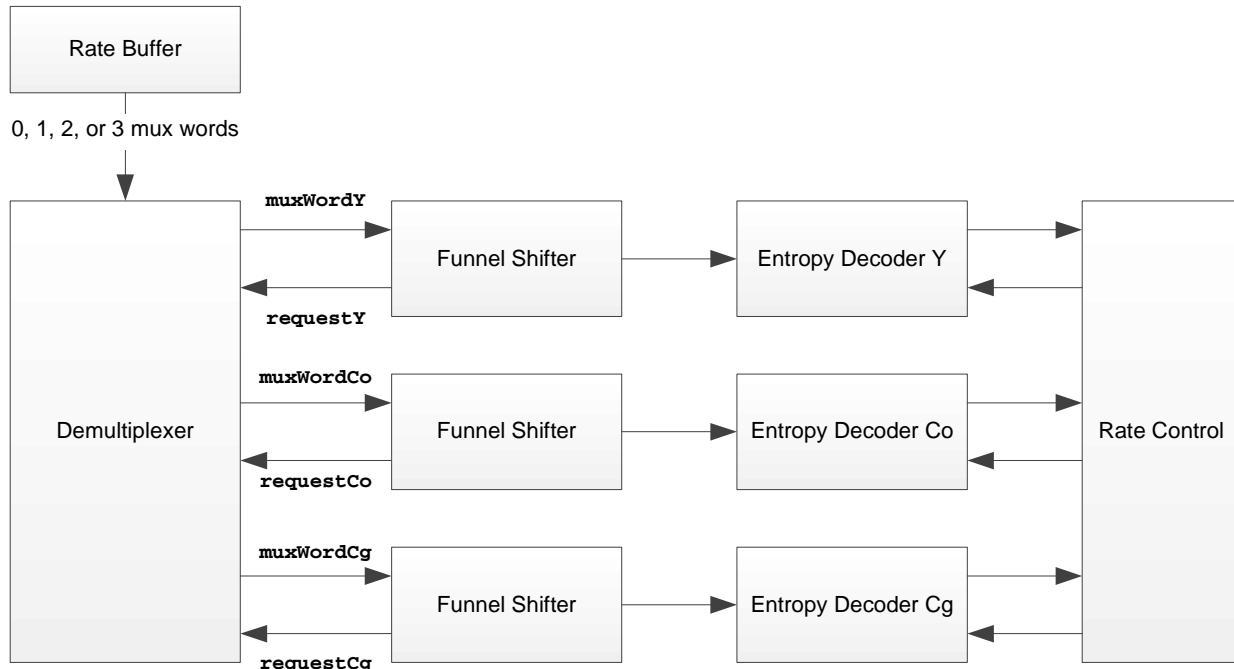 Rate Buffer
0, 1, 2, or 3 mux words
muxWordY
Funnel Shifter
Entropy Decoder Y
requestY
muxWordCo
Demultiplexer
Funnel Shifter
Entropy Decoder Co
Rate Control
requestCo
muxWordCg
Funnel Shifter
Entropy Decoder Cg
requestCg